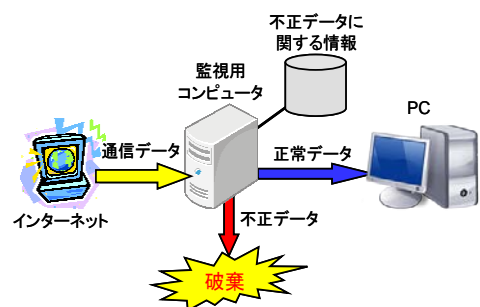 不正データに
関する情報
監視用
コンピュータ
PC
通信データ
正常データ
インターネット
不正データ
破棄